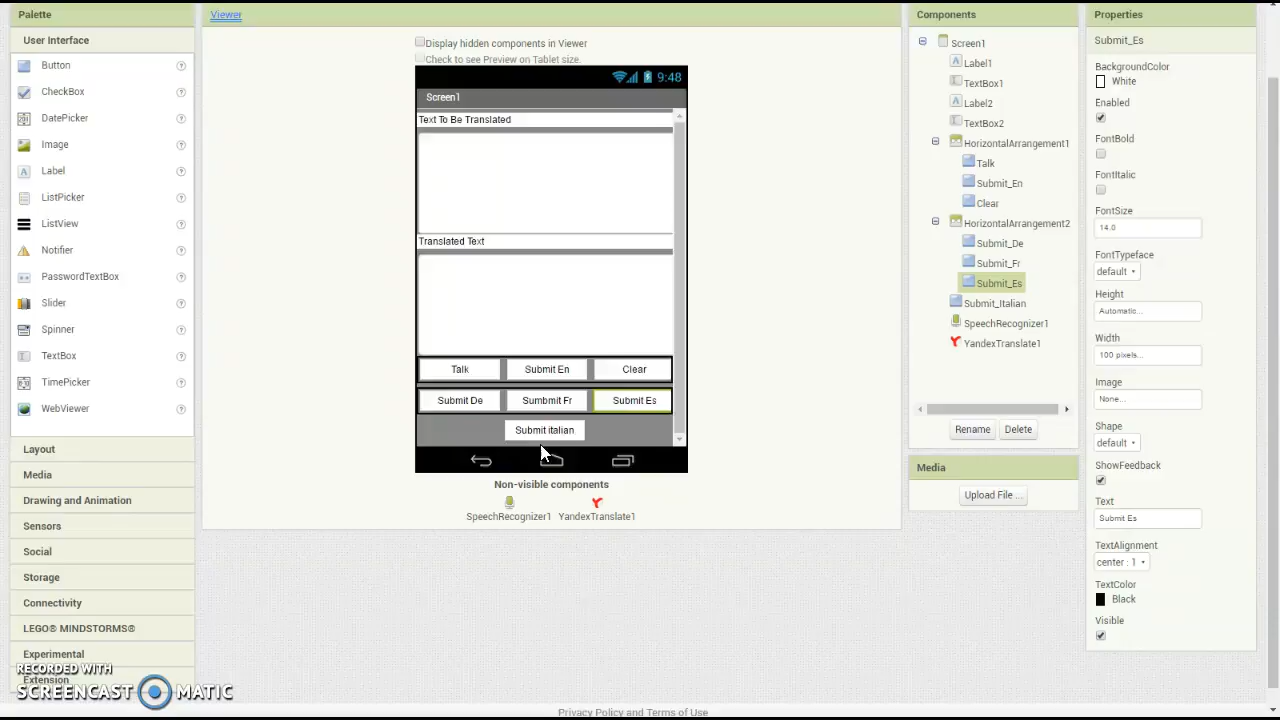 Palette
User Interface
Button
CheckBox
DatePicker
Image
Label
ListPicker
ListView
Notifier
PasswordTextBox
Slider
Spinner
TextBox
TimePicker
WebViewer
Layout
Media
Drawing and Animation
Sensors
Social
Storage
Connectivity
LEGO® MINDSTORMS®
Experimental
Extension
RECORDED WITH
SCREENCAST MATIC
Viewer
Display hidden components in Viewer
Check to see Preview on Tablet size.
9:48
Screen1
Text To Be Translated
Translated Text
Talk Submit En Clear
Submit De Sumbmit Fr Submit Es
Submit italian
Non-visible components
SpeechRecognizer1 YandexTranslate1
Privacy Policy and Terms of Use
Components
Screen1
Label1
TextBox1
Label2
TextBox2
HorizontalArrangement1
Talk
Submit_En
Clear
HorizontalArrangement2
Submit_De
Submit_Fr
Submit_Es
Submit_Italian
SpeechRecognizer1
YandexTranslate1
Rename Delete
Media
Upload File ...
Properties
Submit_Es
BackgroundColor
White
Enabled
FontBold
FontItalic
FontSize
14.0
FontTypeface
default
Height
Automatic...
Width
100 pixels...
Image
None...
Shape
default
ShowFeedback
Text
Submit Es
TextAlignment
center : 1
TextColor
Black
Visible